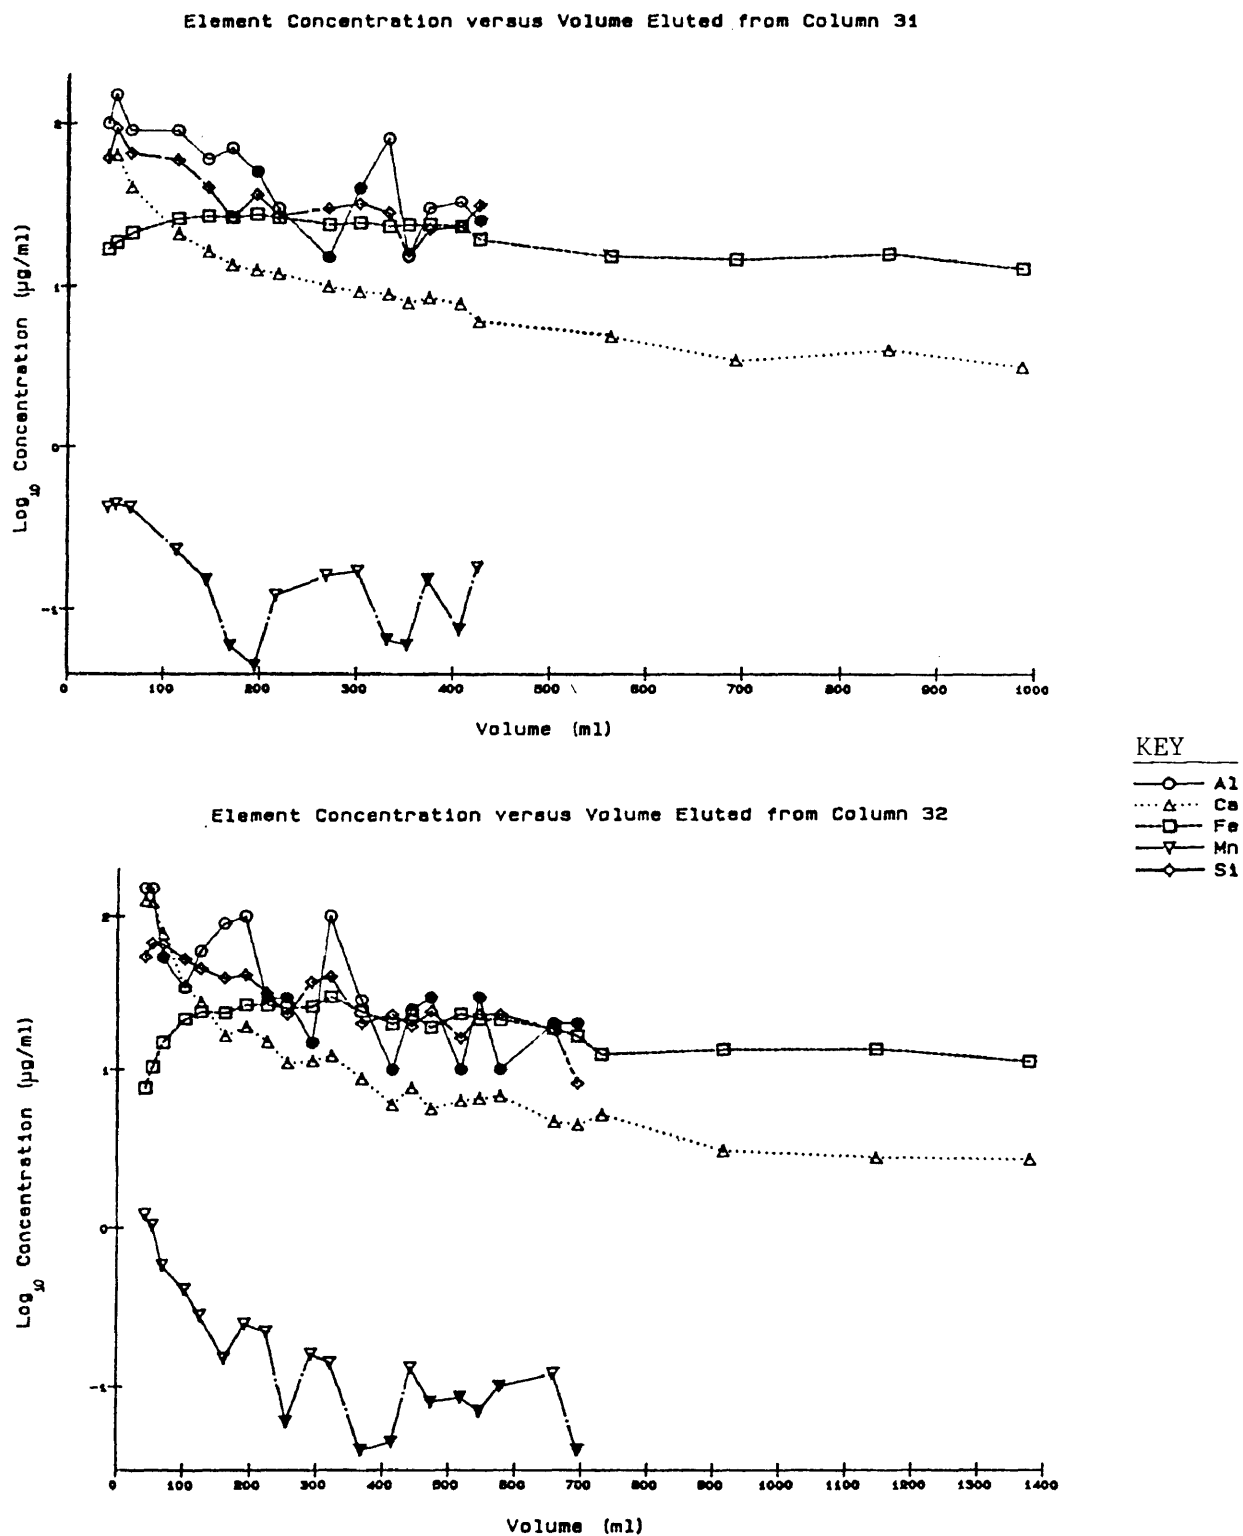 Element Concentration versus Volume Eluted from Column 31
Log10 Concentration (µg/ml)
2
1
0
-1
0 100 200 300 400 500 600 700 800 900 1000
Volume (ml)
KEY
Al
Ca
Fe
Mn
Si
Element Concentration versus Volume Eluted from Column 32
Log10 Concentration (µg/ml)
2
1
0
-1
0 100 200 300 400 500 600 700 800 900 1000 1100 1200 1300 1400
Volume (ml)